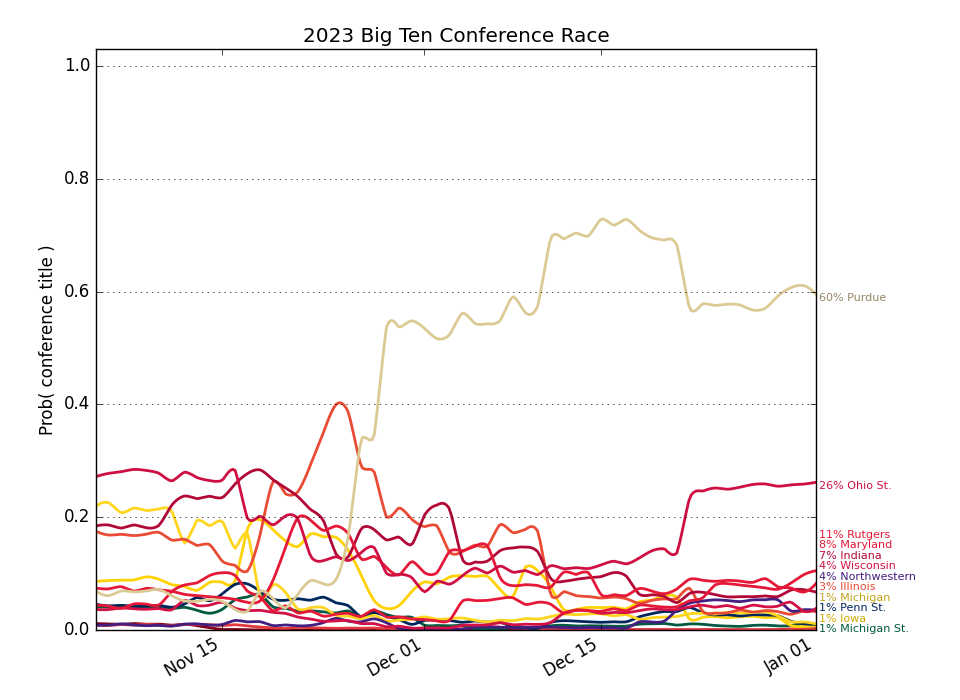 2023 Big Ten Conference Race
Prob( conference title )
1.0
0.8
0.6
0.4
0.2
0.0
Nov 15
Dec 01
Dec 15
Jan 01
60% Purdue
26% Ohio St.
11% Rutgers
8% Maryland
7% Indiana
4% Wisconsin
4% Northwestern
3% Illinois
1% Michigan
1% Penn St.
1% Iowa
1% Michigan St.